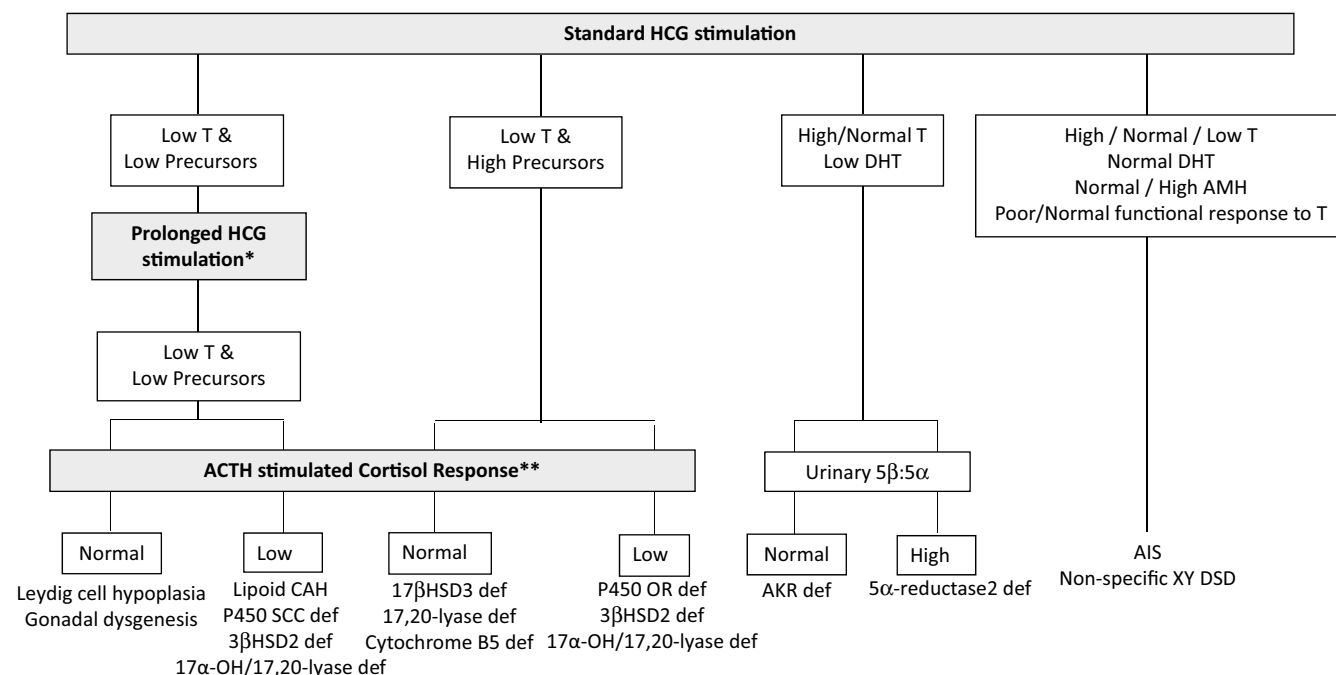 Standard HCG stimulation
Low T &
Low Precursors
Low T &
High Precursors
High/Normal T
Low DHT
High / Normal / Low T
Normal DHT
Normal / High AMH
Poor/Normal functional response to T
Prolonged HCG
stimulation*
Low T &
Low Precursors
ACTH stimulated Cortisol Response**
Urinary 5β:5α
Normal
Leydig cell hypoplasia
Gonadal dysgenesis
Low
Lipoid CAH
P450 SCC def
3βHSD2 def
17α-OH/17,20-lyase def
Normal
17βHSD3 def
17,20-lyase def
Cytochrome B5 def
Low
P450 OR def
3βHSD2 def
17α-OH/17,20-lyase def
Normal
AKR def
High
5α-reductase2 def
AIS
Non-specific XY DSD